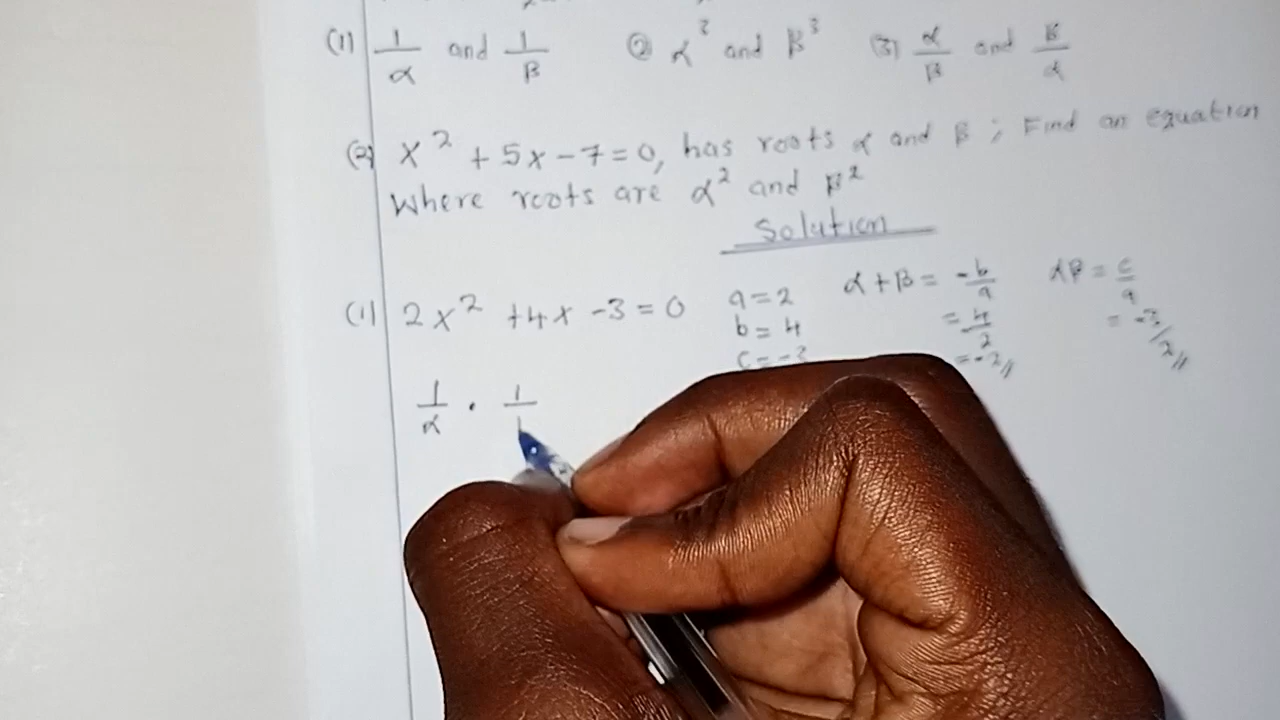 (1) 1/α and 1/β (2) α³ and β³ (3) α/β and β/α
(2) x² + 5x - 7 = 0, has roots α and β ; Find an equation
where roots are α² and β²
Solution
(1) 2x² + 4x - 3 = 0 a = 2 α + β = -b/a αβ = c/a
b = 4 = -4/2 = -3/2 //
c = -3 = -2 //
1/α · 1/